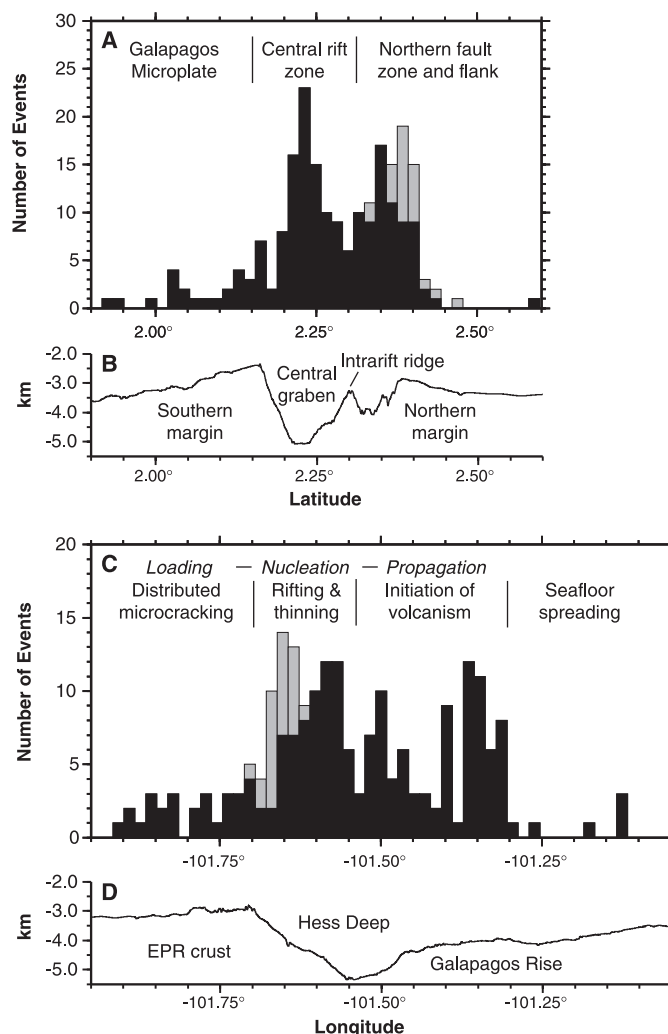 A
Galapagos Microplate
Central rift zone
Northern fault zone and flank
Number of Events
30
25
20
15
10
5
0
2.00°
2.25°
2.50°
B
-2.0
-3.0
-4.0
-5.0
km
Southern margin
Central graben
Intrarift ridge
Northern margin
2.00°
2.25°
2.50°
Latitude
C
Loading — Nucleation — Propagation
Distributed microcracking
Rifting & thinning
Initiation of volcanism
Seafloor spreading
Number of Events
20
15
10
5
0
-101.75°
-101.50°
-101.25°
D
-2.0
-3.0
-4.0
-5.0
km
EPR crust
Hess Deep
Galapagos Rise
-101.75°
-101.50°
-101.25°
Longitude